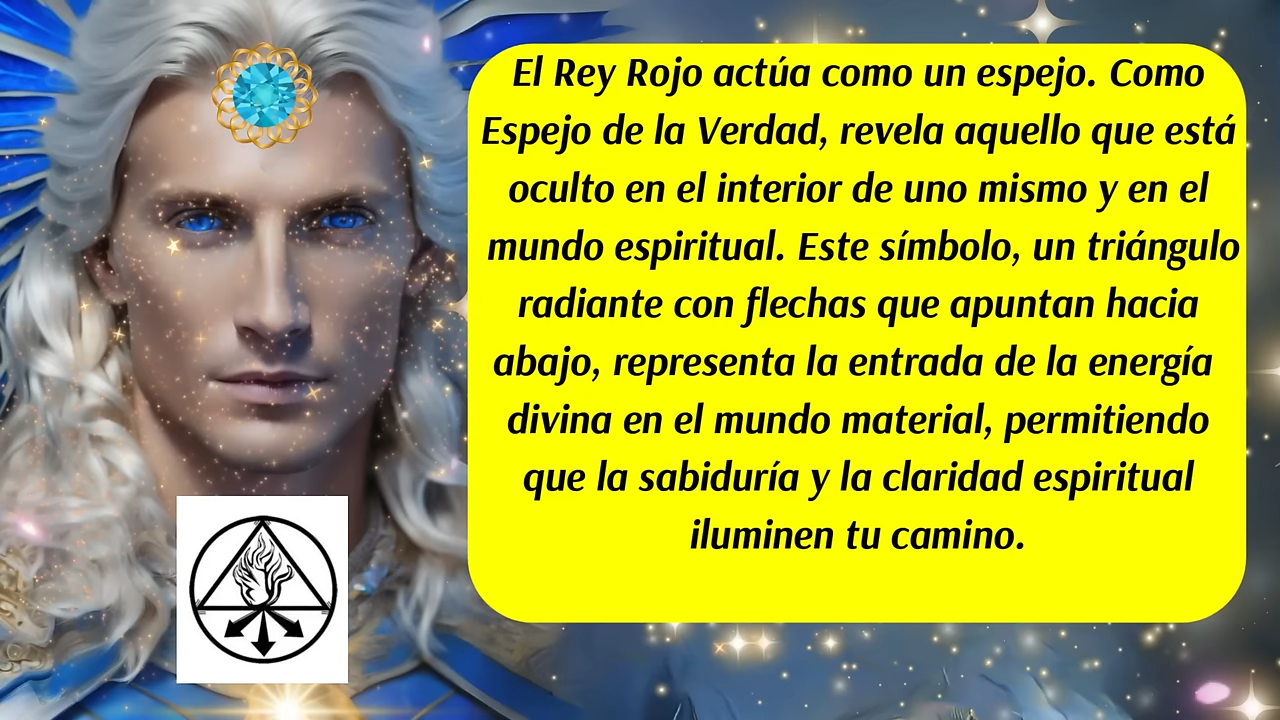 El Rey Rojo actúa como un espejo. Como
Espejo de la Verdad, revela aquello que está
oculto en el interior de uno mismo y en el
mundo espiritual. Este símbolo, un triángulo
radiante con flechas que apuntan hacia
abajo, representa la entrada de la energía
divina en el mundo material, permitiendo
que la sabiduría y la claridad espiritual
iluminen tu camino.